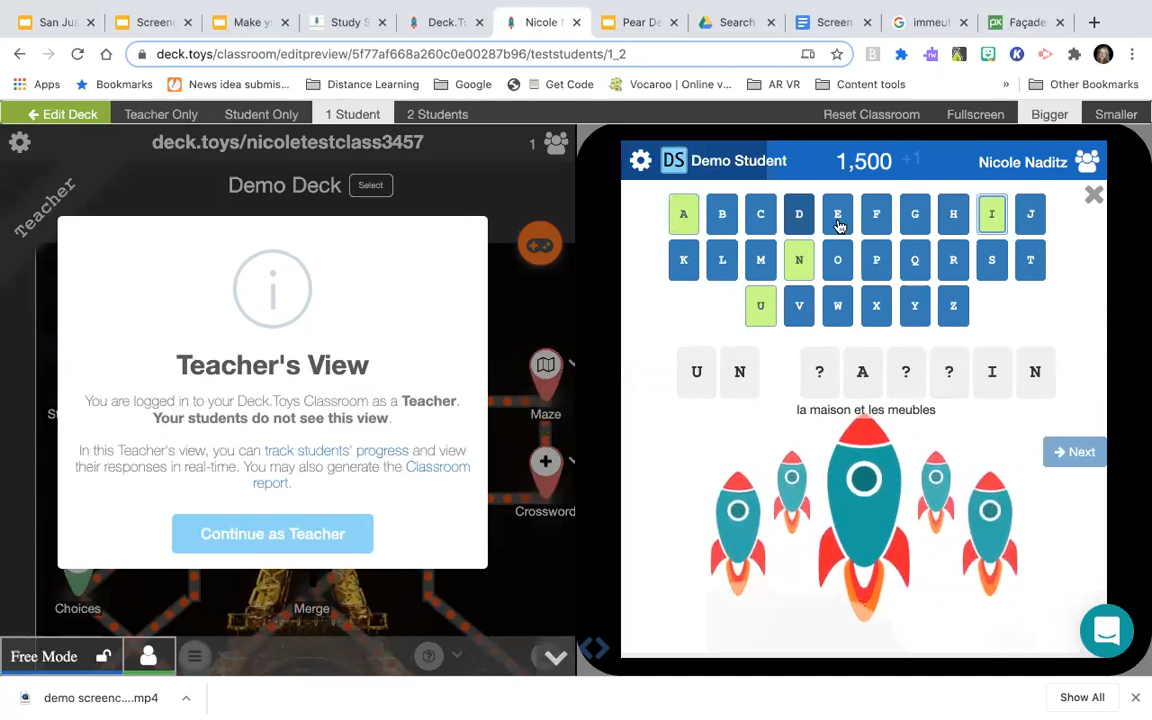 San Jua
Screen
Make y
Study S
Deck.T
Nicole
Pear De
Search
Screen
immeul
Façade
deck.toys/classroom/editpreview/5f77af668a260c0e00287b96/teststudents/1_2
Apps
Bookmarks
News idea submis...
Distance Learning
Google
Get Code
Vocaroo | Online v...
AR VR
Content tools
»
Other Bookmarks
Edit Deck
Teacher Only
Student Only
1 Student
2 Students
Reset Classroom
Fullscreen
Bigger
Smaller
deck.toys/nicoletestclass3457
1
Demo Deck
Select
Teacher
Teacher's View
You are logged in to your Deck.Toys Classroom as a Teacher.
Your students do not see this view.
In this Teacher's view, you can track students' progress and view
their responses in real-time. You may also generate the Classroom
report.
Continue as Teacher
St
Maze
Crossword
Choices
Merge
Free Mode
DS
Demo Student
1,500
+1
Nicole Naditz
A B C D E F G H I J
K L M N O P Q R S T
U V W X Y Z
U N ? A ? ? I N
la maison et les meubles
Next
demo screenc....mp4
Show All